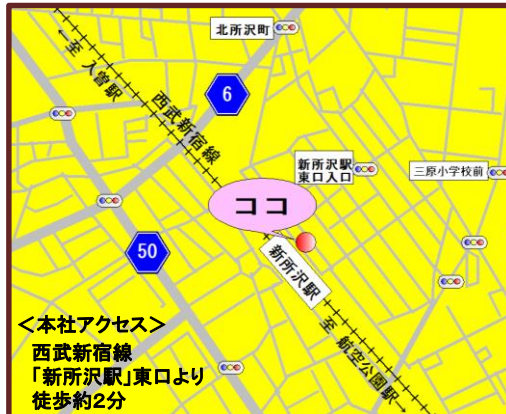 北所沢町
←至 入曽駅
6
西武新宿線
新所沢駅
東口入口
三原小学校前
ココ
50
新所沢駅
至 航空公園駅
＜本社アクセス＞
西武新宿線
「新所沢駅」東口より
徒歩約2分